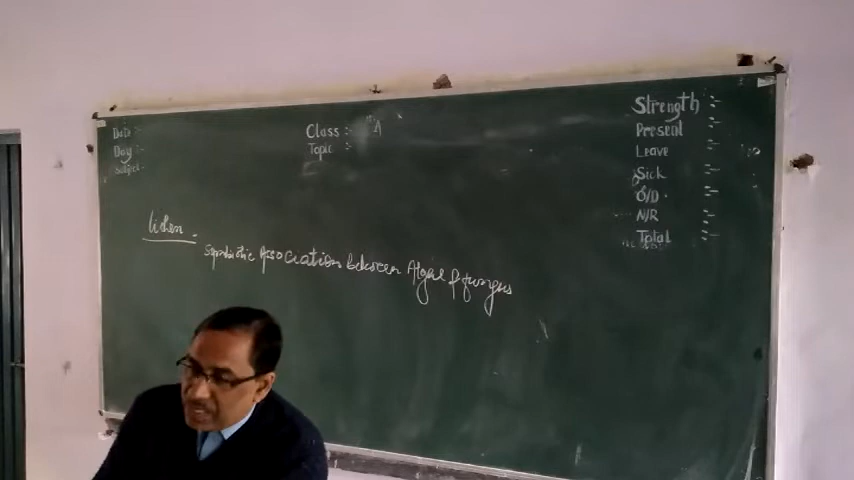 Date :-
Day :-
Subject :-
Class :- A
Topic :-
Strength :-
Present :-
Leave
Sick :-
O/D :-
N/R :-
Total :-
lichen -
Symbiotic Association between Algae & fungus